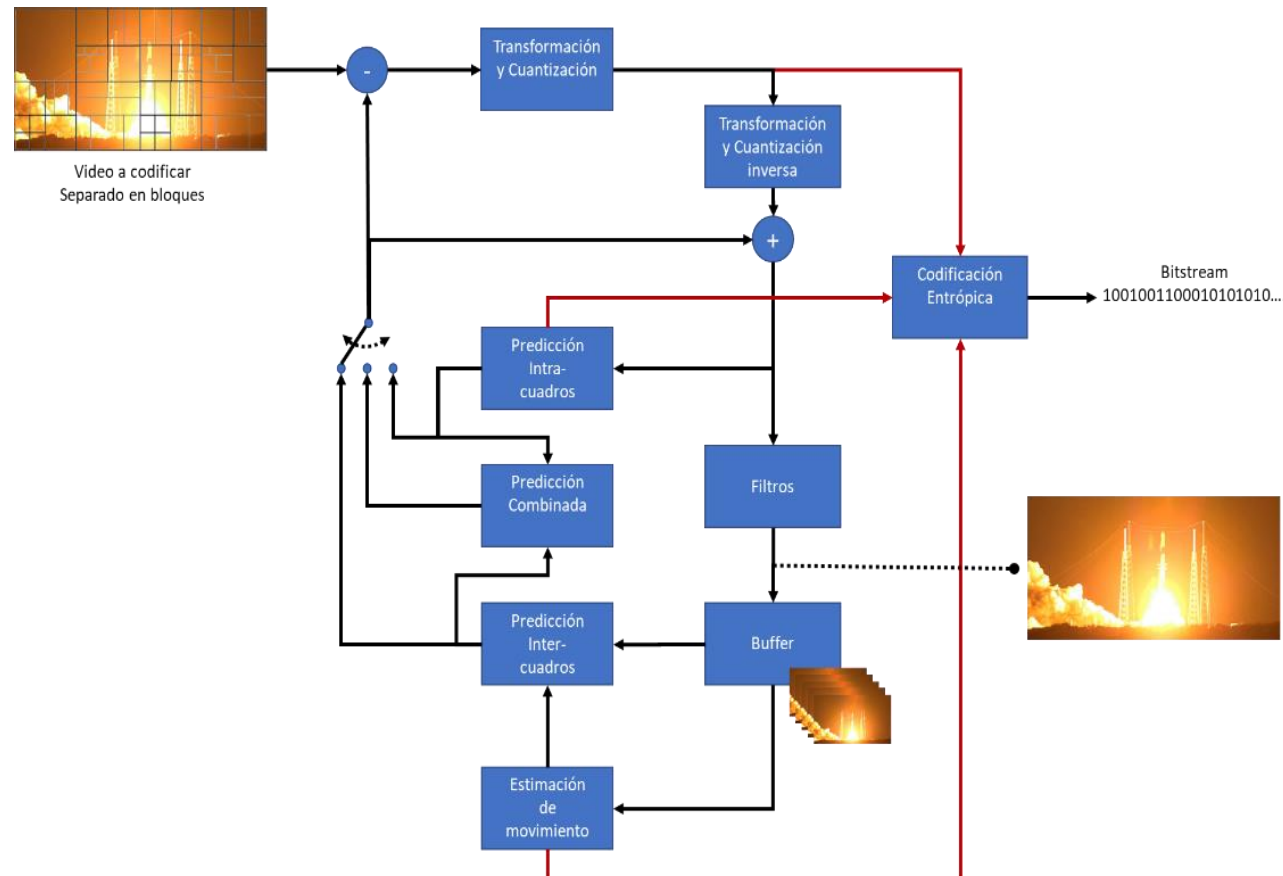 Transformación
y Cuantización
-
Transformación
y Cuantización
inversa
Video a codificar
Separado en bloques
+
Codificación
Entrópica
Bitstream
1001001100010101010...
Predicción
Intra-
cuadros
Predicción
Combinada
Filtros
Predicción
Inter-
cuadros
Buffer
Estimación
de
movimiento